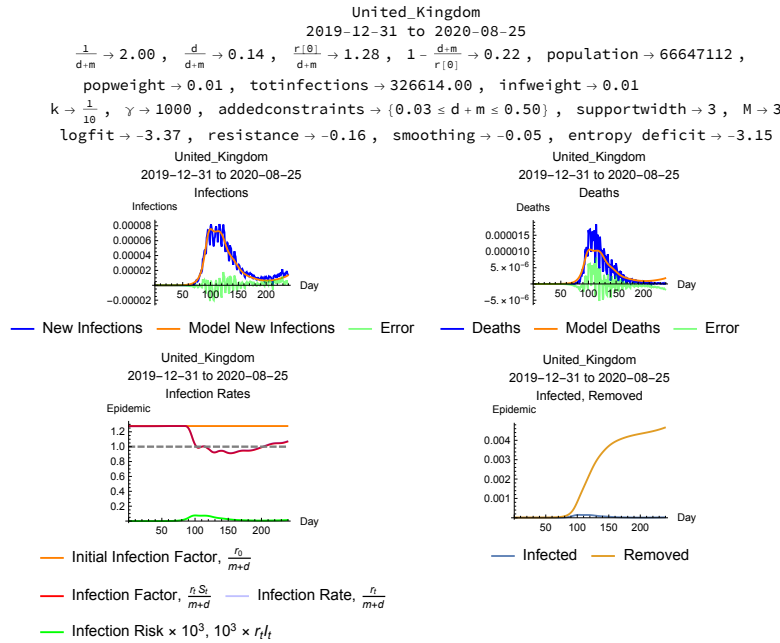 United_Kingdom
2019-12-31 to 2020-08-25
1/(d+m) → 2.00 , d/(d+m) → 0.14 , r[0]/(d+m) → 1.28 , 1 - (d+m)/r[0] → 0.22 , population → 66647112 ,
popweight → 0.01 , totinfections → 326614.00 , infweight → 0.01
k → 1/10 , γ → 1000 , addedconstraints → {0.03 ≤ d + m ≤ 0.50} , supportwidth → 3 , M → 3
logfit → -3.37 , resistance → -0.16 , smoothing → -0.05 , entropy deficit → -3.15
United_Kingdom
2019-12-31 to 2020-08-25
Infections
Infections
0.00008
0.00006
0.00004
0.00002
-0.00002
50 100 150 200
Day
New Infections Model New Infections Error
United_Kingdom
2019-12-31 to 2020-08-25
Deaths
Deaths
0.000015
0.000010
5. × 10^-6
-5. × 10^-6
50 100 150 200
Day
Deaths Model Deaths Error
United_Kingdom
2019-12-31 to 2020-08-25
Infection Rates
Epidemic
1.2
1.0
0.8
0.6
0.4
0.2
50 100 150 200
Day
Initial Infection Factor, r0/(m+d)
Infection Factor, rt St/(m+d) Infection Rate, rt/(m+d)
Infection Risk × 10^3, 10^3 × rt It
United_Kingdom
2019-12-31 to 2020-08-25
Infected, Removed
Epidemic
0.004
0.003
0.002
0.001
50 100 150 200
Day
Infected Removed